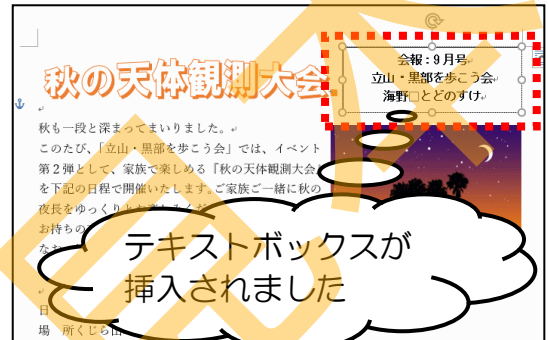 会報：9月号
立山・黒部を歩こう会
海野□とどのすけ
秋の天体観測大会
秋も一段と深まってまいりました。
このたび、「立山・黒部を歩こう会」では、イベント
第2弾として、家族で楽しめる「秋の天体観測大会
を下記の日程で開催いたします。ご家族ご一緒に秋の
夜長をゆっくりと
お持ちの
なお
テキストボックスが
挿入されました
日
場　所くじら